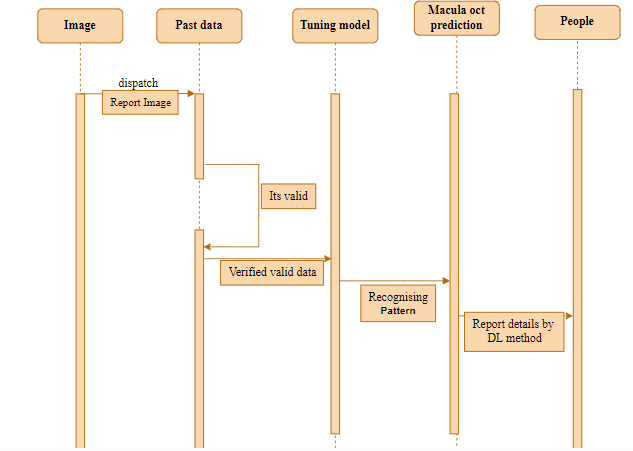 Image
Past data
Tuning model
Macula oct
prediction
People
dispatch
Report Image
Its valid
Verified valid data
Recognising
Pattern
Report details by
DL method